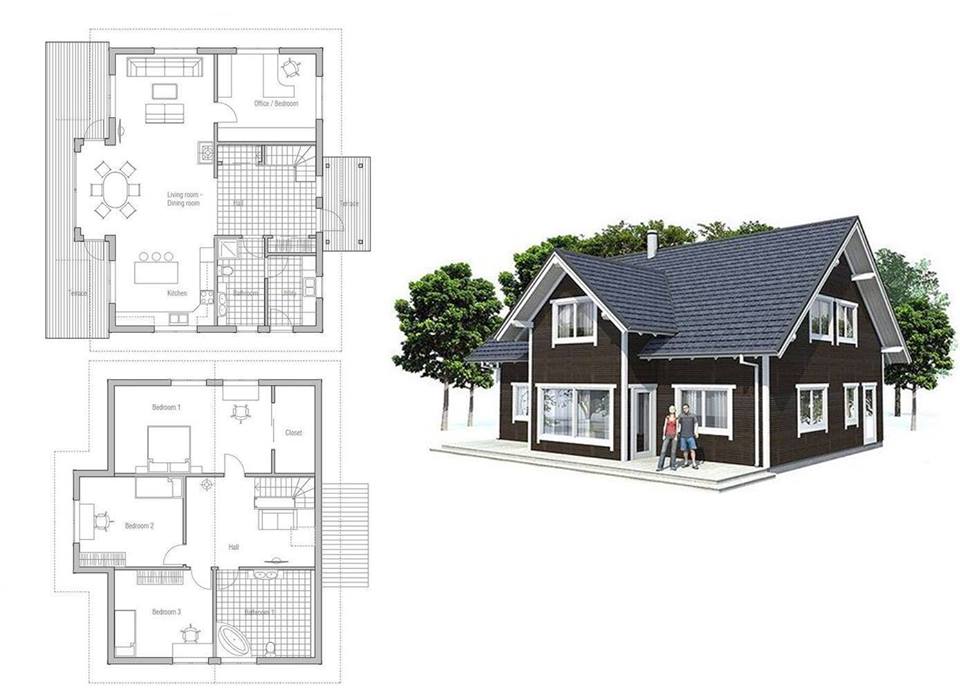 Office / Bedroom
Living room -
Dining room
Hall
Terrace
Terrace
Kitchen
Bathroom
Bedroom 1
Closet
Bedroom 2
Hall
Bedroom 3
Bathroom 1